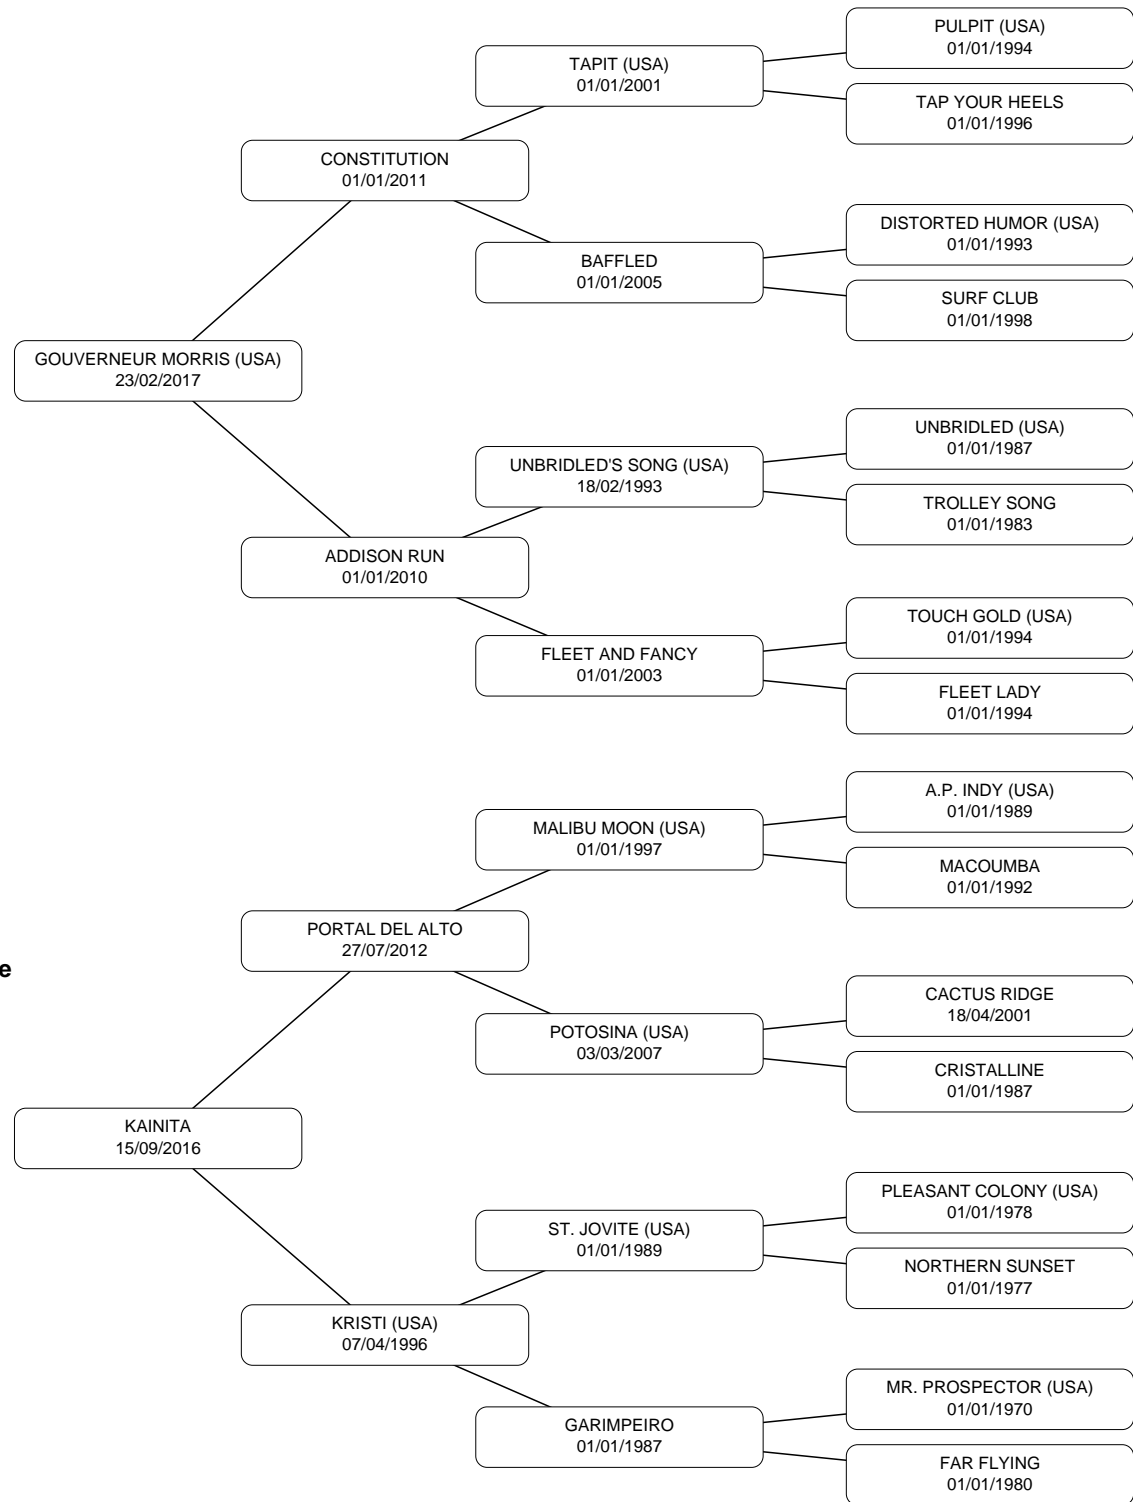 PULPIT (USA)
01/01/1994
TAPIT (USA)
01/01/2001
TAP YOUR HEELS
01/01/1996
CONSTITUTION
01/01/2011
DISTORTED HUMOR (USA)
01/01/1993
BAFFLED
01/01/2005
SURF CLUB
01/01/1998
GOUVERNEUR MORRIS (USA)
23/02/2017
UNBRIDLED (USA)
01/01/1987
UNBRIDLED'S SONG (USA)
18/02/1993
TROLLEY SONG
01/01/1983
ADDISON RUN
01/01/2010
TOUCH GOLD (USA)
01/01/1994
FLEET AND FANCY
01/01/2003
FLEET LADY
01/01/1994
A.P. INDY (USA)
01/01/1989
MALIBU MOON (USA)
01/01/1997
MACOUMBA
01/01/1992
PORTAL DEL ALTO
27/07/2012
e
CACTUS RIDGE
18/04/2001
POTOSINA (USA)
03/03/2007
CRISTALLINE
01/01/1987
KAINITA
15/09/2016
PLEASANT COLONY (USA)
01/01/1978
ST. JOVITE (USA)
01/01/1989
NORTHERN SUNSET
01/01/1977
KRISTI (USA)
07/04/1996
MR. PROSPECTOR (USA)
01/01/1970
GARIMPEIRO
01/01/1987
FAR FLYING
01/01/1980